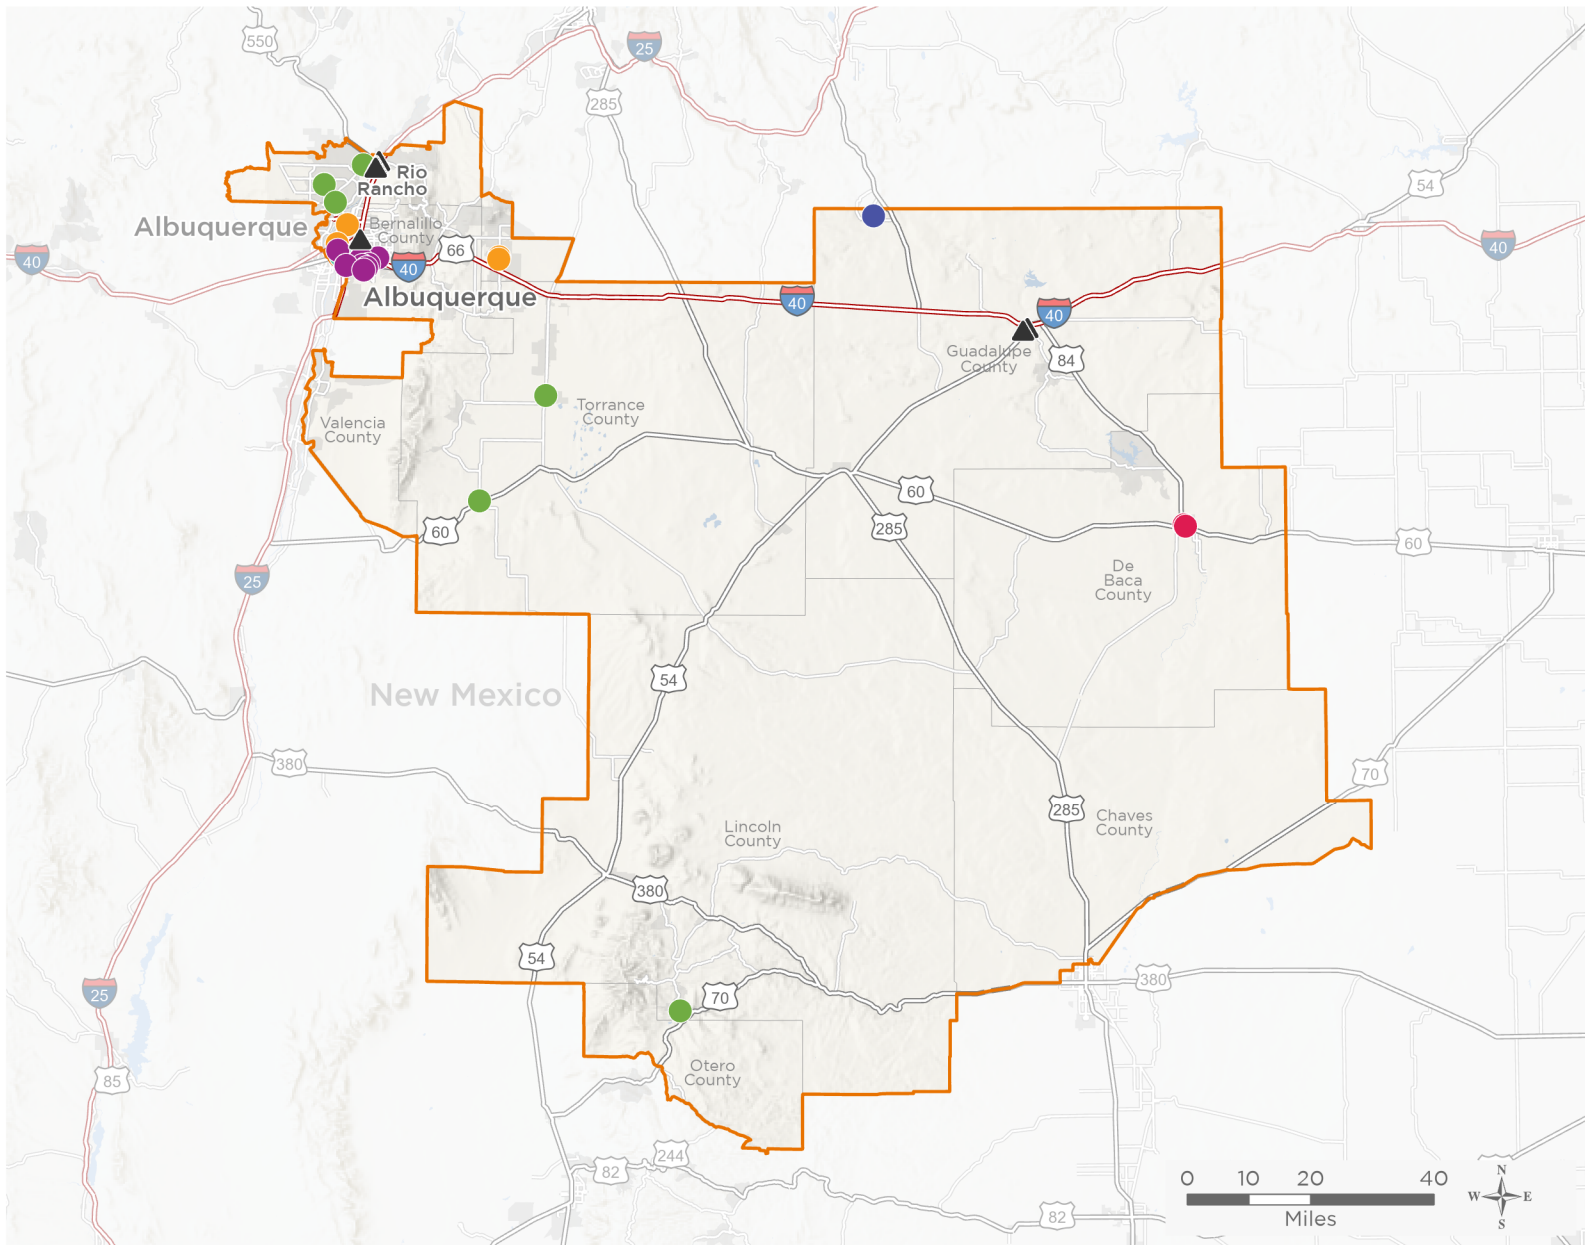 550
25
285
54
Rio
Rancho
Albuquerque
Bernalillo
County
66
40
40
40
Albuquerque
40
40
Guadalupe
County
84
Torrance
County
Valencia
County
60
285
60
60
De
Baca
County
25
New Mexico
54
380
70
285
Chaves
County
Lincoln
County
380
54
70
380
25
Otero
County
85
244
82
82
0 10 20 40
Miles
N
W E
S